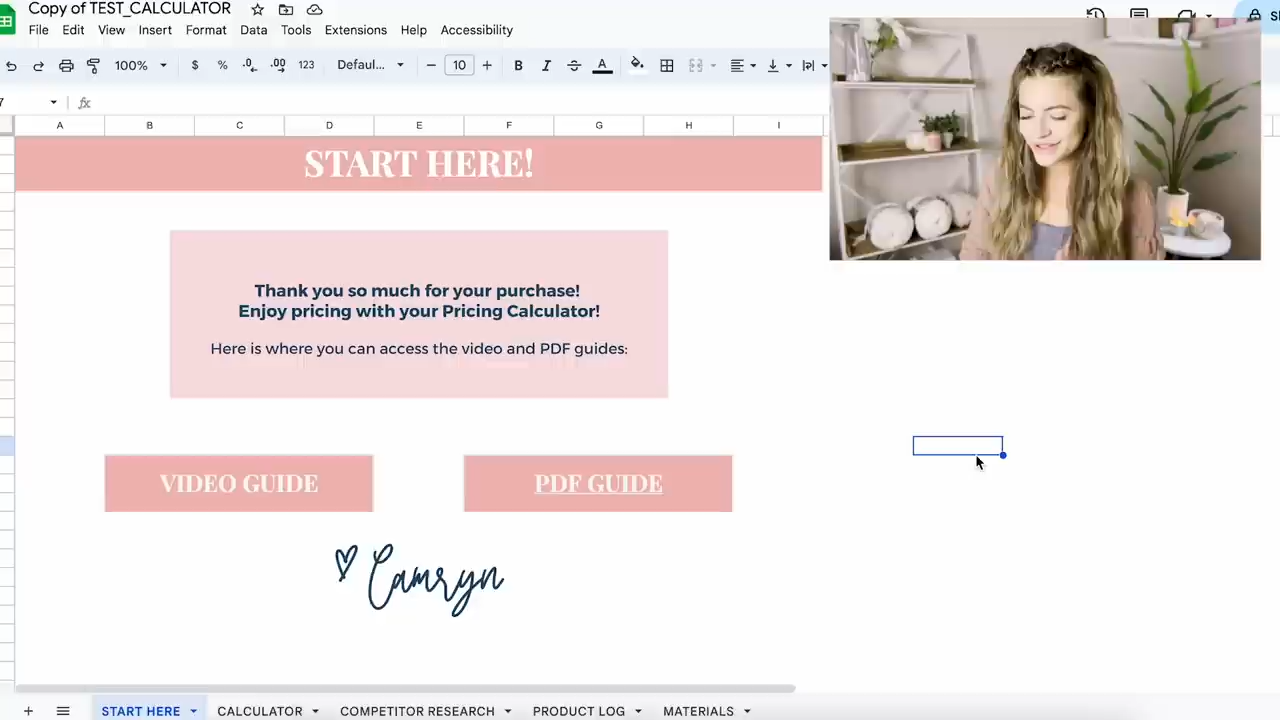 Copy of TEST_CALCULATOR
File Edit View Insert Format Data Tools Extensions Help Accessibility
100% $ % .0 .00 123 Defaul... − 10 + B I S A
fx
A B C D E F G H I
START HERE!
Thank you so much for your purchase!
Enjoy pricing with your Pricing Calculator!
Here is where you can access the video and PDF guides:
VIDEO GUIDE
PDF GUIDE
Camryn
START HERE CALCULATOR COMPETITOR RESEARCH PRODUCT LOG MATERIALS